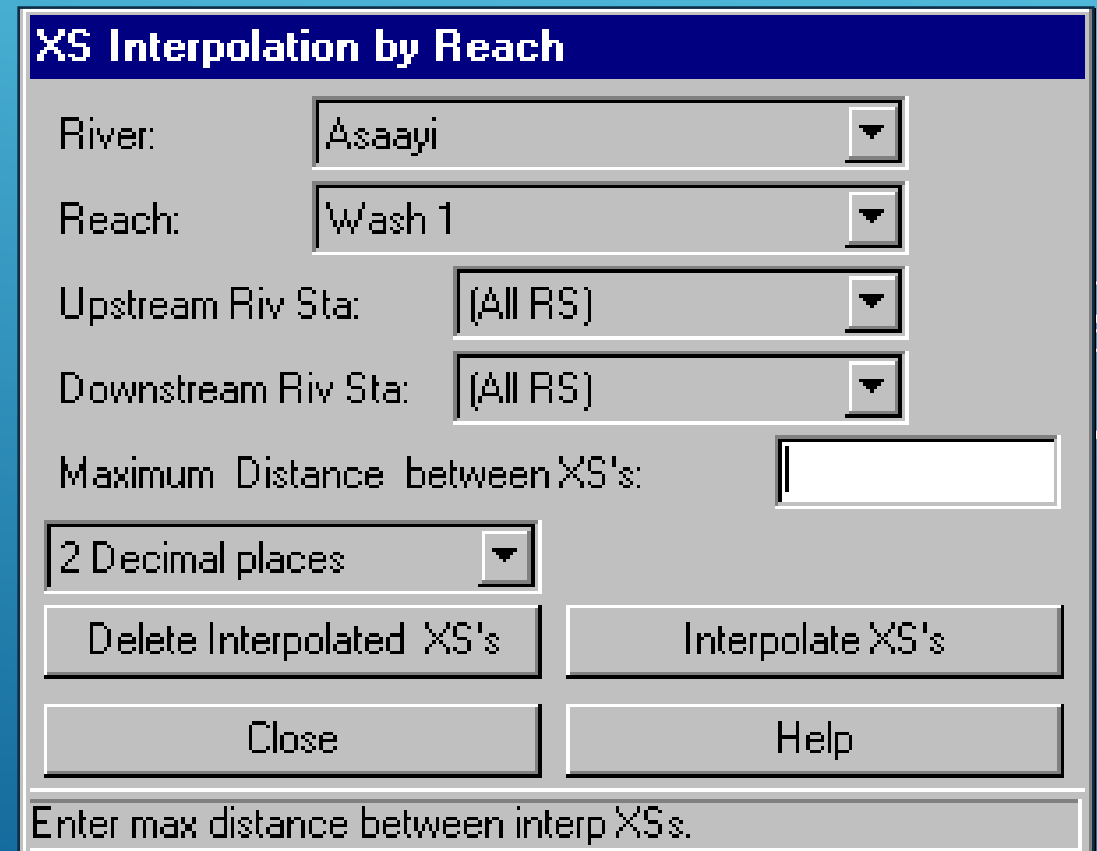 XS Interpolation by Reach
River: Asaayi
Reach: Wash 1
Upstream Riv Sta: (All RS)
Downstream Riv Sta: (All RS)
Maximum Distance between XS's:
2 Decimal places
Delete Interpolated XS's Interpolate XS's
Close Help
Enter max distance between interp XSs.